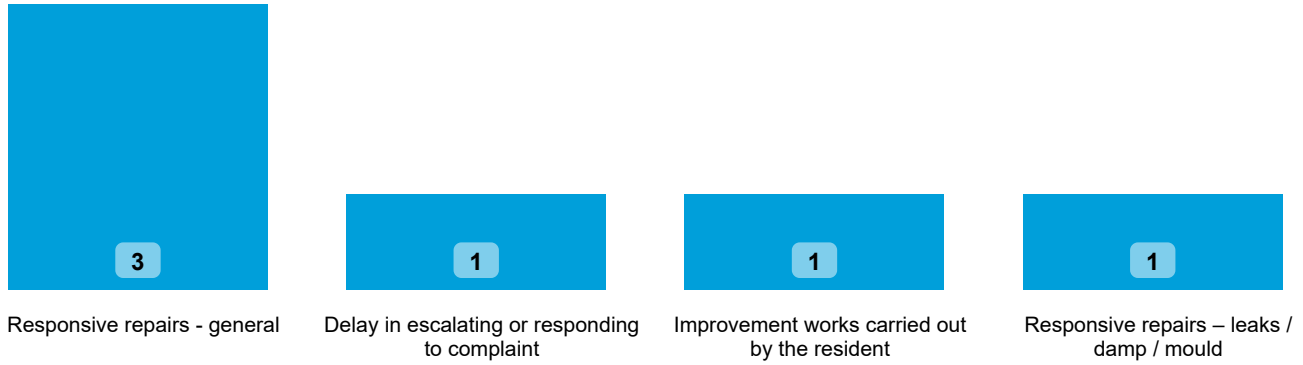 3
1
1
1
Responsive repairs - general
Delay in escalating or responding
to complaint
Improvement works carried out
by the resident
Responsive repairs – leaks /
damp / mould